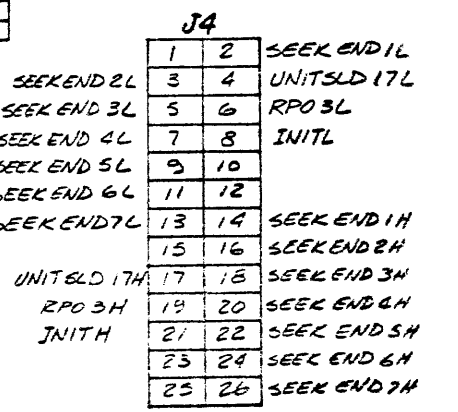 J4
1 2 SEEK END 1L
SEEK END 2L 3 4 UNITSLD 17L
SEEK END 3L 5 6 RPO 3L
SEEK END 4L 7 8 INITL
SEEK END 5L 9 10
SEEK END 6L 11 12
SEEK END 7L 13 14 SEEK END 1H
15 16 SEEK END 2H
UNITSLD 17H 17 18 SEEK END 3H
RPO 3H 19 20 SEEK END 4H
INITH 21 22 SEEK END 5H
23 24 SEEK END 6H
25 26 SEEK END 7H